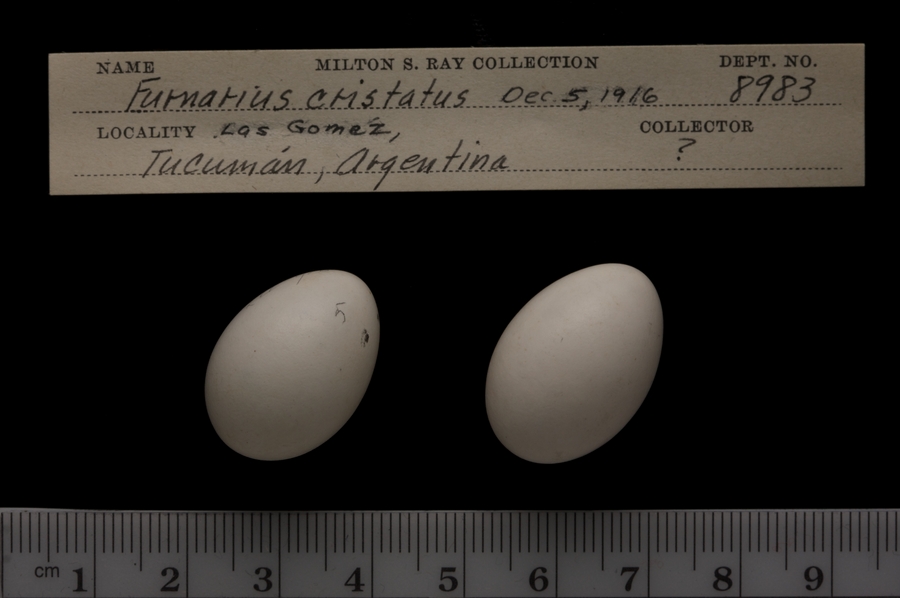 NAME MILTON S. RAY COLLECTION DEPT. NO.
Furnarius cristatus Dec. 5, 1916 8983
LOCALITY Las Gomez, COLLECTOR
Tucumán, Argentina ?
5
cm 1 2 3 4 5 6 7 8 9